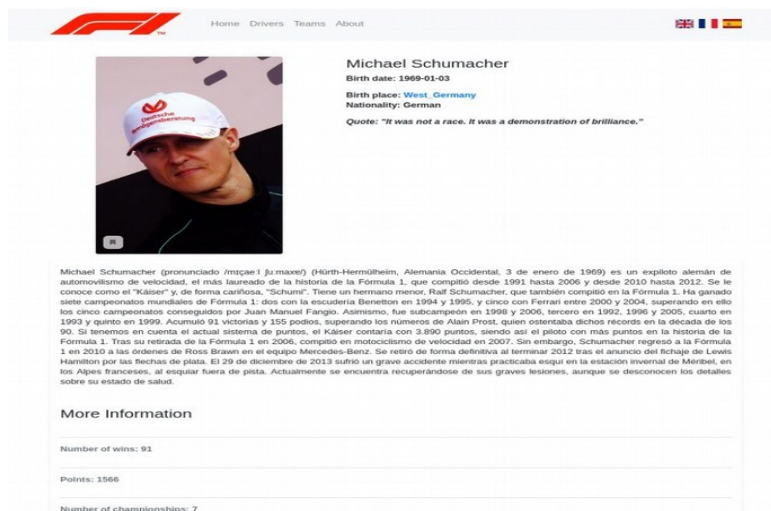 F1 TM
Home Drivers Teams About
Michael Schumacher
Birth date: 1969-01-03
Birth place: West_Germany
Nationality: German
Quote: "It was not a race. It was a demonstration of brilliance."
Deutsche
Vermögensberatung
Michael Schumacher (pronunciado /mɪçaeːl ʃuːmaxɐ/) (Hürth-Hermülheim, Alemania Occidental, 3 de enero de 1969) es un expiloto alemán de
automovilismo de velocidad, el más laureado de la historia de la Fórmula 1, que compitió desde 1991 hasta 2006 y desde 2010 hasta 2012. Se le
conoce como el "Káiser" y, de forma cariñosa, "Schumi". Tiene un hermano menor, Ralf Schumacher, que también compitió en la Fórmula 1. Ha ganado
siete campeonatos mundiales de Fórmula 1: dos con la escudería Benetton en 1994 y 1995, y cinco con Ferrari entre 2000 y 2004, superando en ello
los cinco campeonatos conseguidos por Juan Manuel Fangio. Asimismo, fue subcampeón en 1998 y 2006, tercero en 1992, 1996 y 2005, cuarto en
1993 y quinto en 1999. Acumuló 91 victorias y 155 podios, superando los números de Alain Prost, quien ostentaba dichos récords en la década de los
90. Si tenemos en cuenta el actual sistema de puntos, el Káiser contaría con 3.890 puntos, siendo así el piloto con más puntos en la historia de la
Fórmula 1. Tras su retirada de la Fórmula 1 en 2006, compitió en motociclismo de velocidad en 2007. Sin embargo, Schumacher regresó a la Fórmula
1 en 2010 a las órdenes de Ross Brawn en el equipo Mercedes-Benz. Se retiró de forma definitiva al terminar 2012 tras el anuncio del fichaje de Lewis
Hamilton por las flechas de plata. El 29 de diciembre de 2013 sufrió un grave accidente mientras practicaba esquí en la estación invernal de Méribel, en
los Alpes franceses, al esquiar fuera de pista. Actualmente se encuentra recuperándose de sus graves lesiones, aunque se desconocen los detalles
sobre su estado de salud.
More Information
Number of wins: 91
Points: 1566
Number of championships: 7